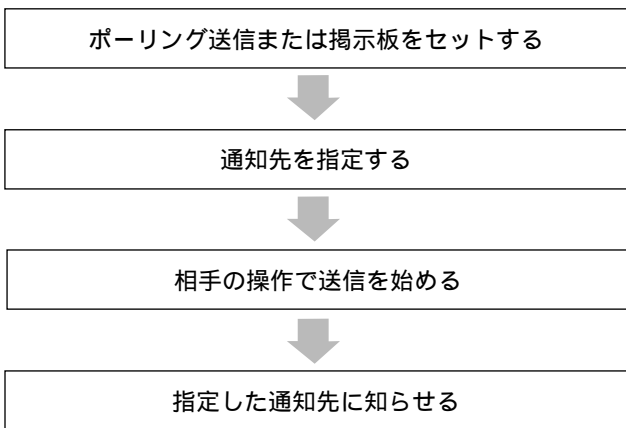 ポーリング送信または掲示板をセットする
通知先を指定する
相手の操作で送信を始める
指定した通知先に知らせる